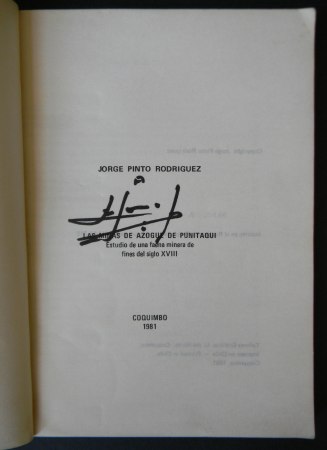 JORGE PINTO RODRIGUEZ
LAS MINAS DE AZOGUE DE PUNITAQUI
Estudio de una faena minera de
fines del siglo XVIII
COQUIMBO
1981